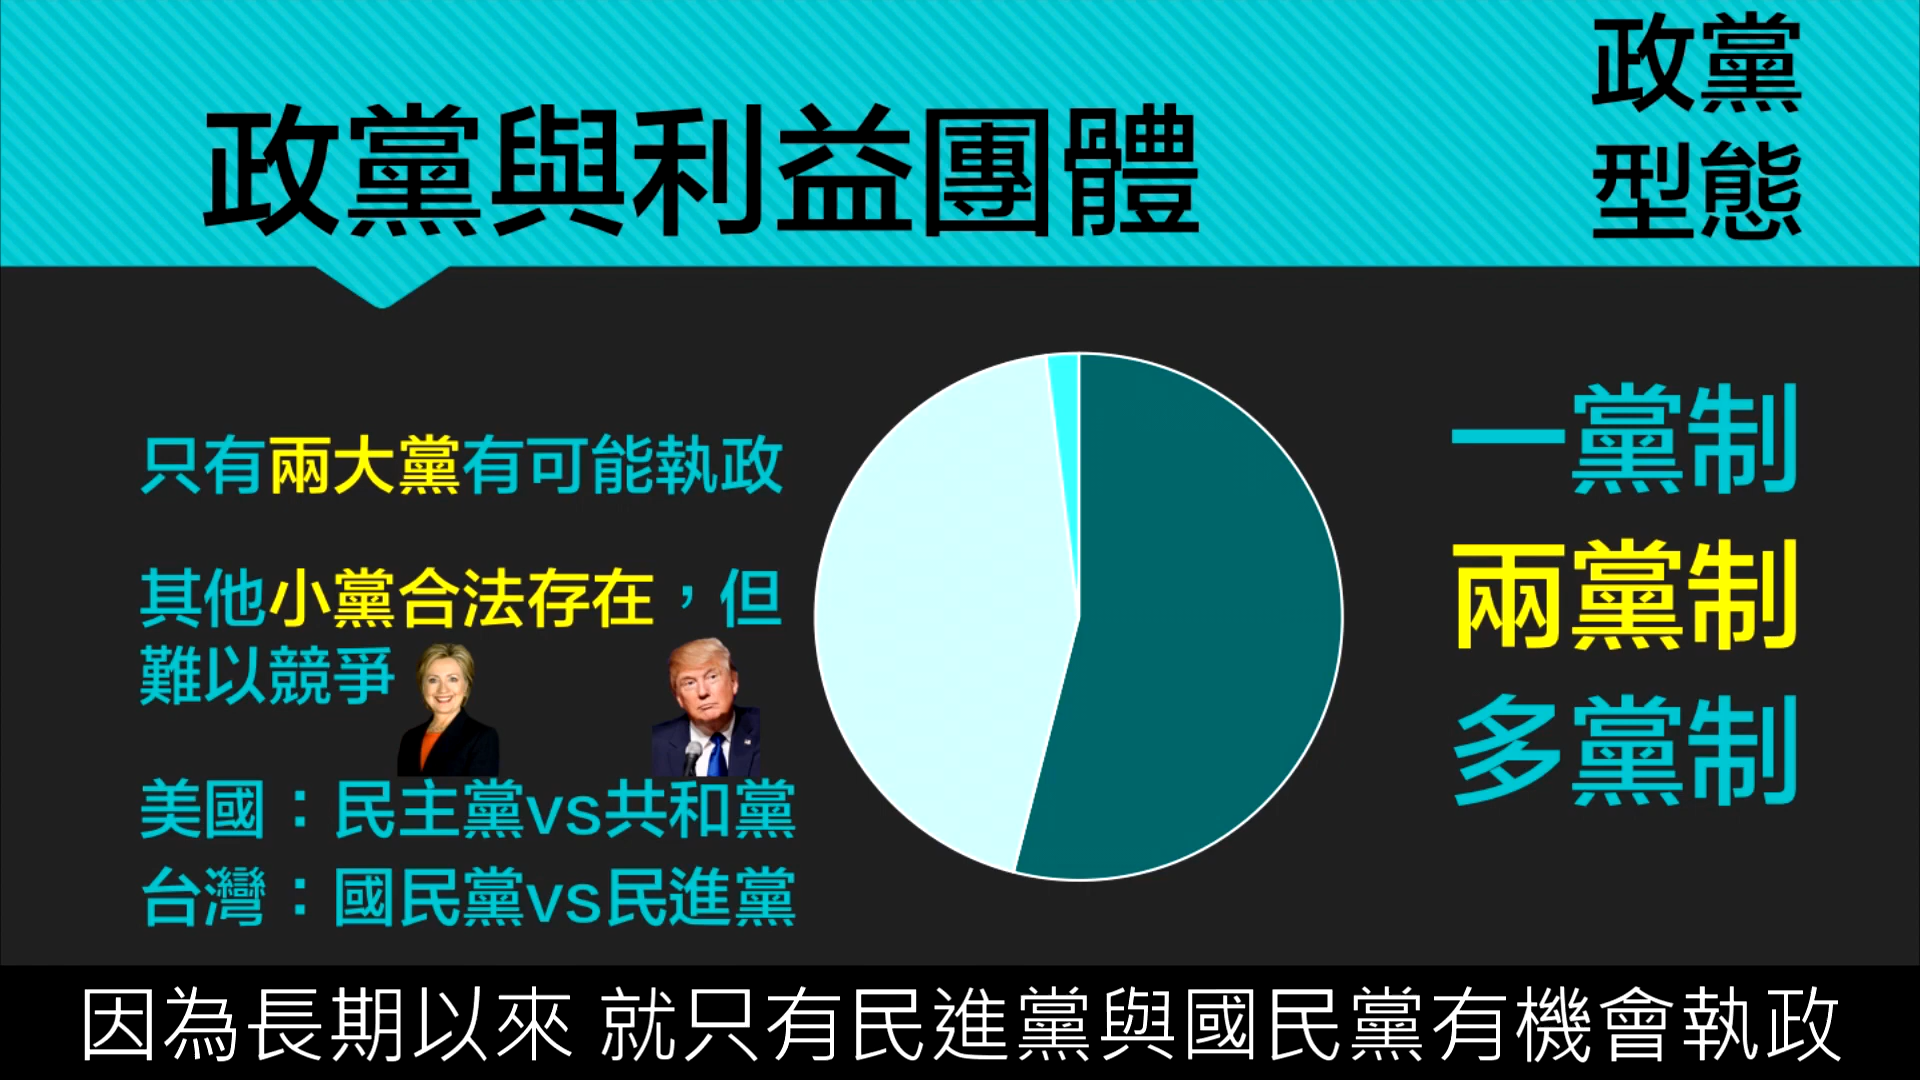 政黨與利益團體
政黨
型態
只有兩大黨有可能執政
其他小黨合法存在，但
難以競爭
美國：民主黨vs共和黨
台灣：國民黨vs民進黨
一黨制
兩黨制
多黨制
因為長期以來 就只有民進黨與國民黨有機會執政